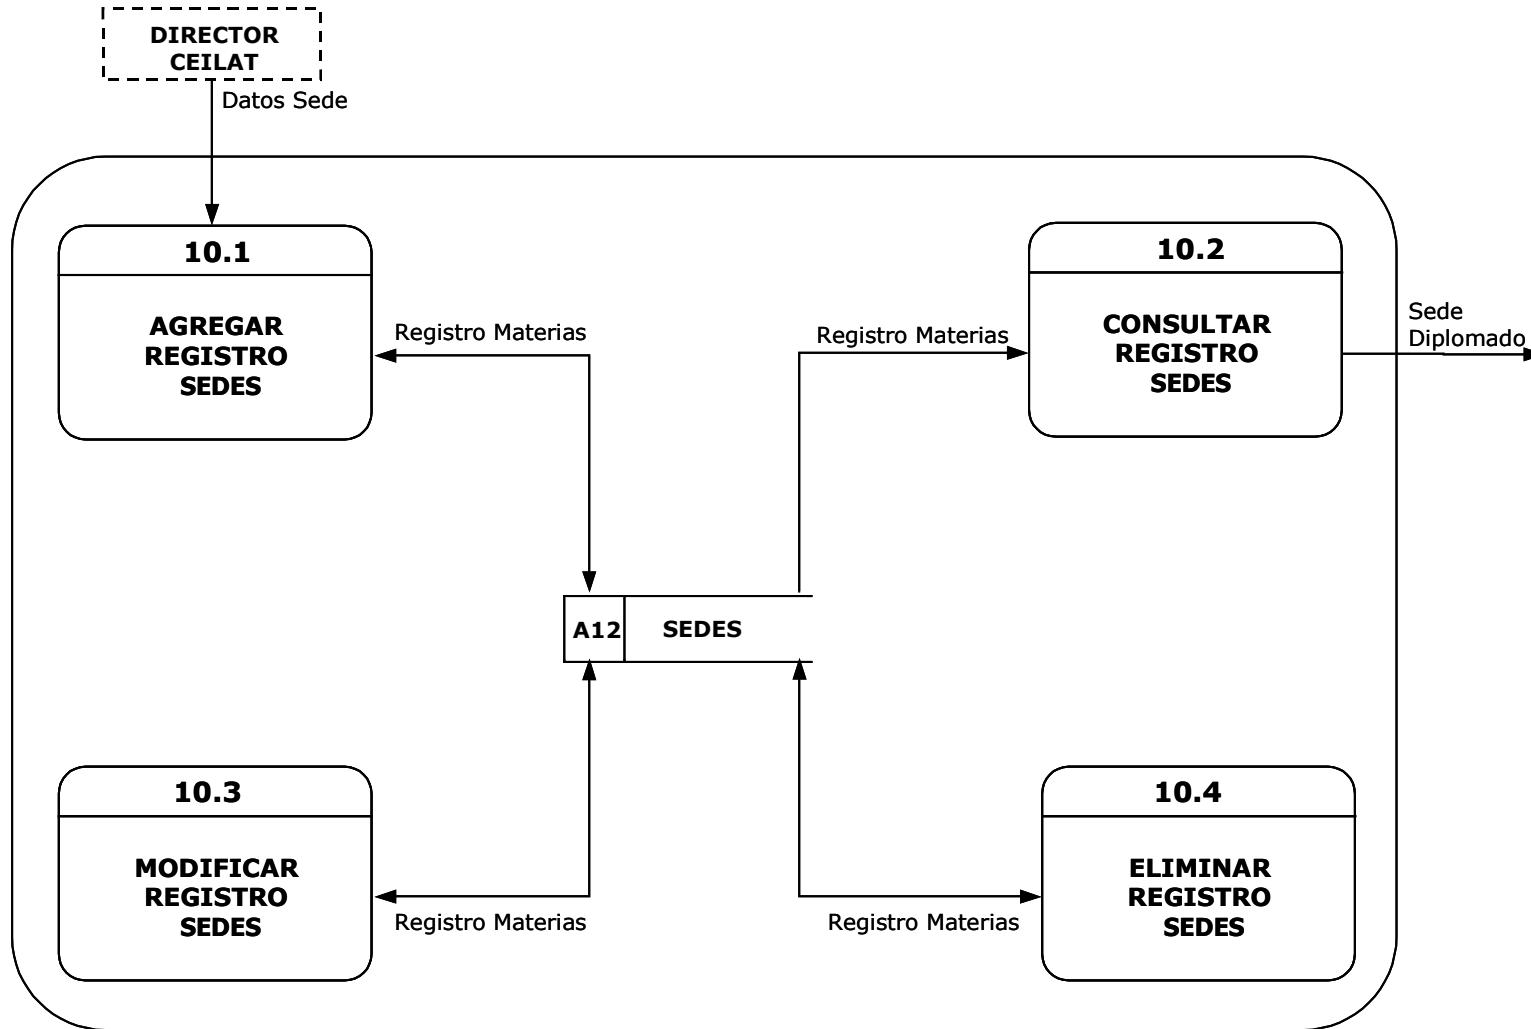 DIRECTOR
CEILAT
Datos Sede
10.1
AGREGAR
REGISTRO
SEDES
Registro Materias
Registro Materias
10.2
CONSULTAR
REGISTRO
SEDES
Sede
Diplomado
A12
SEDES
10.3
MODIFICAR
REGISTRO
SEDES
Registro Materias
Registro Materias
10.4
ELIMINAR
REGISTRO
SEDES